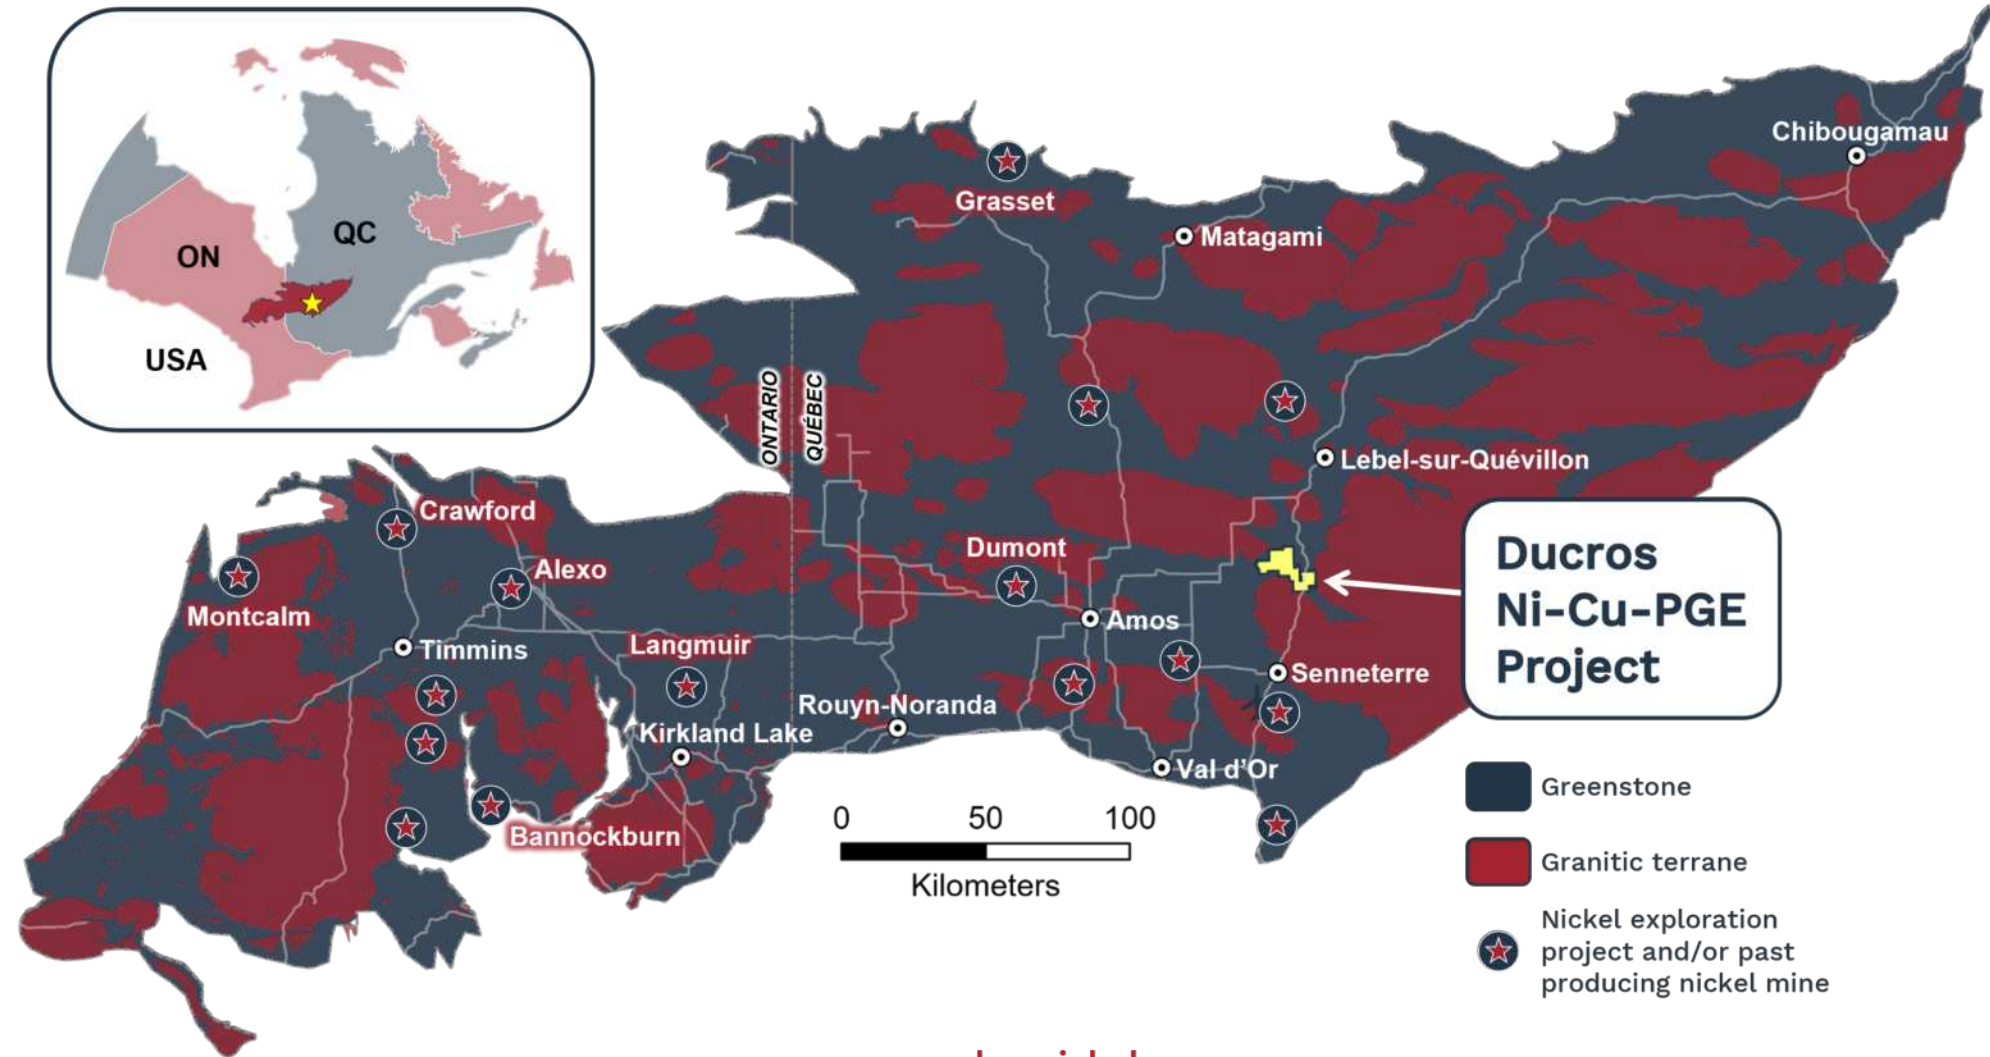 ON
QC
USA
Chibougamau
Grasset
Matagami
ONTARIO
QUÉBEC
Lebel-sur-Quévillon
Crawford
Dumont
Alexo
Montcalm
Amos
Timmins
Langmuir
Senneterre
Rouyn-Noranda
Kirkland Lake
Val d'Or
Bannockburn
Ducros
Ni-Cu-PGE
Project
0 50 100
Kilometers
Greenstone
Granitic terrane
Nickel exploration
project and/or past
producing nickel mine